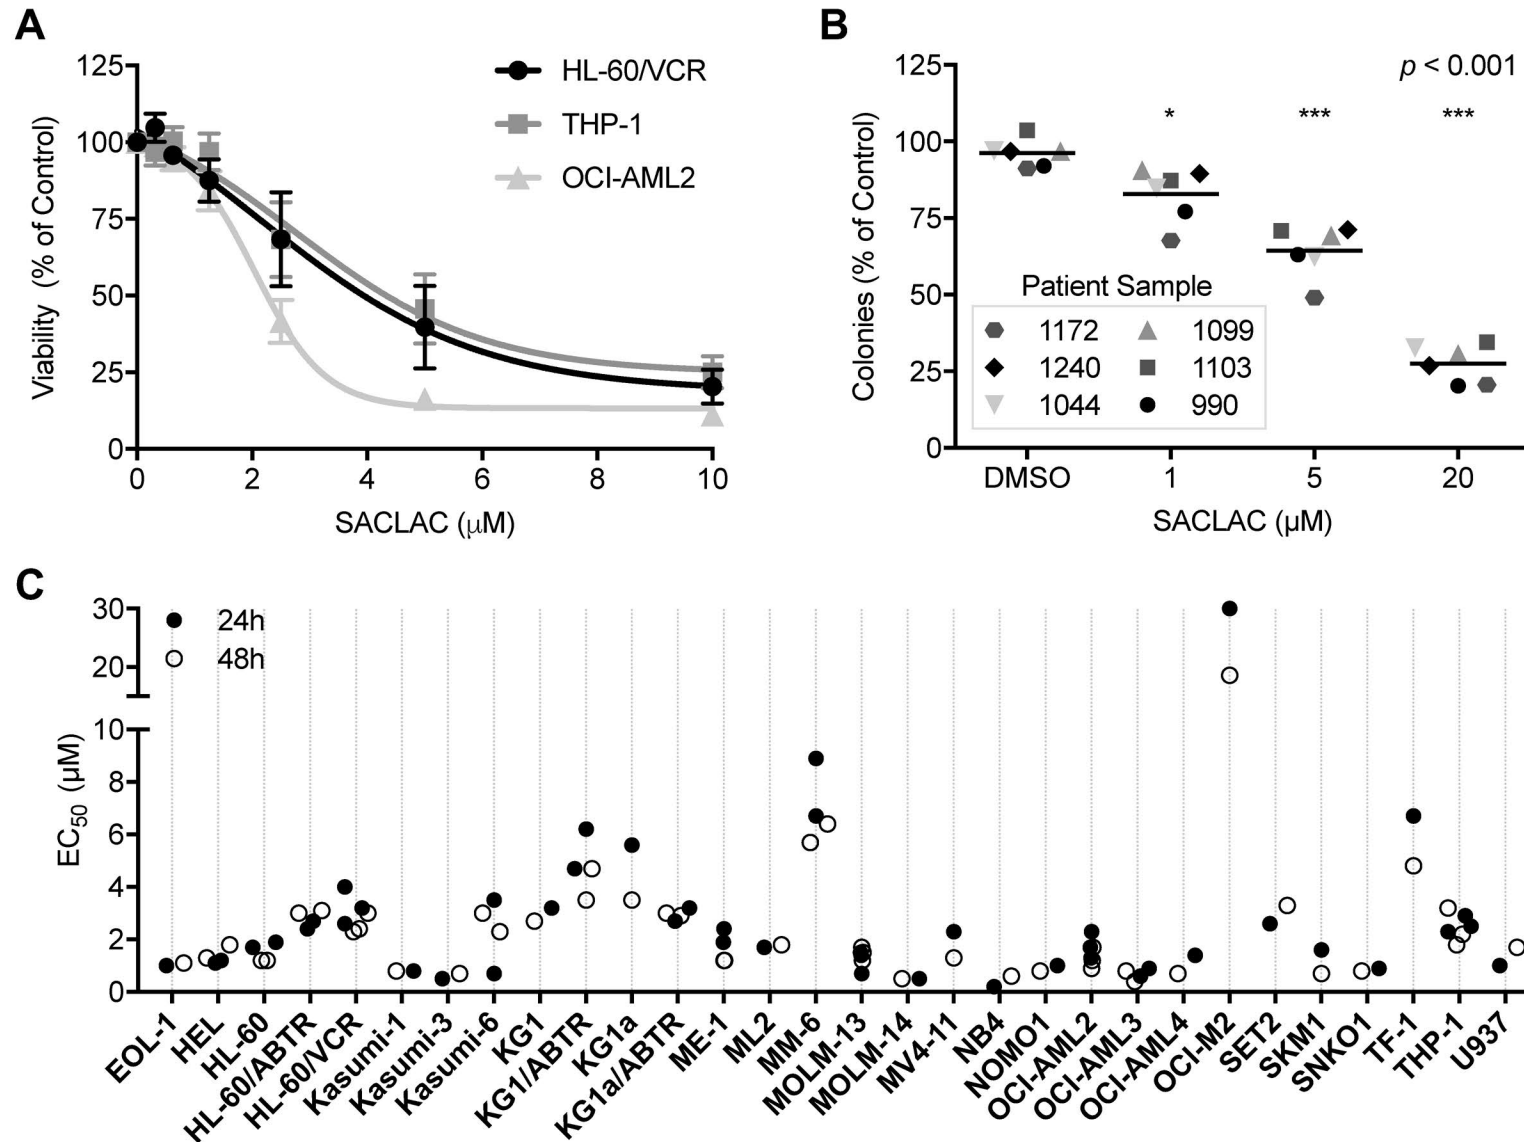 A
125
100
75
50
25
0
Viability (% of Control)
0 2 4 6 8 10
SACLAC (μM)
HL-60/VCR
THP-1
OCI-AML2
B
125
100
75
50
25
0
Colonies (% of Control)
p < 0.001
* *** ***
Patient Sample
1172 1099
1240 1103
1044 990
DMSO 1 5 20
SACLAC (μM)
C
30
20
10
8
6
4
2
0
EC50 (μM)
24h
48h
EOL-1
HEL
HL-60
HL-60/ABTR
HL-60/VCR
Kasumi-1
Kasumi-3
Kasumi-6
KG1
KG1/ABTR
KG1a
KG1a/ABTR
ME-1
ML2
MM-6
MOLM-13
MOLM-14
MV4-11
NB4
NOMO1
OCI-AML2
OCI-AML3
OCI-AML4
OCI-M2
SET2
SKM1
SNKO1
TF-1
THP-1
U937